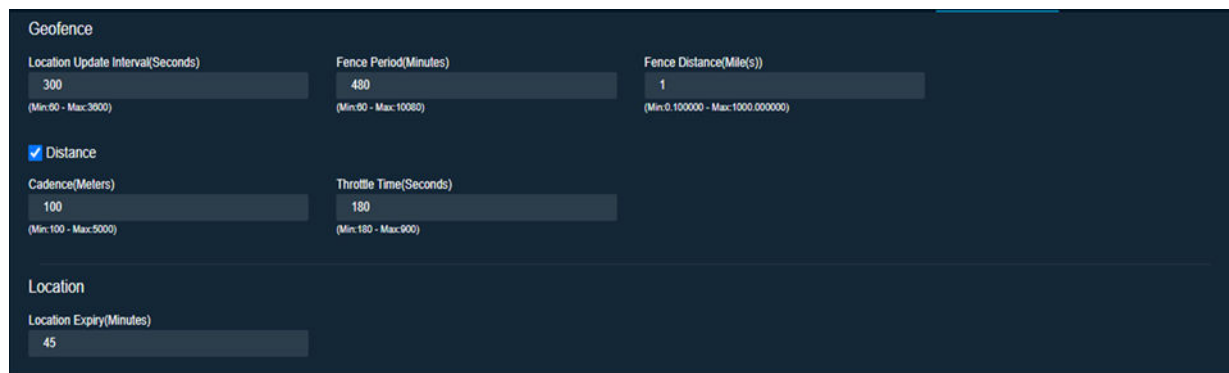 Geofence
Location Update Interval(Seconds) Fence Period(Minutes) Fence Distance(Mile(s))
300 480 1
(Min:60 - Max:3600) (Min:60 - Max:10080) (Min:0.100000 - Max:1000.000000)
Distance
Cadence(Meters) Throttle Time(Seconds)
100 180
(Min:100 - Max:5000) (Min:180 - Max:900)
Location
Location Expiry(Minutes)
45